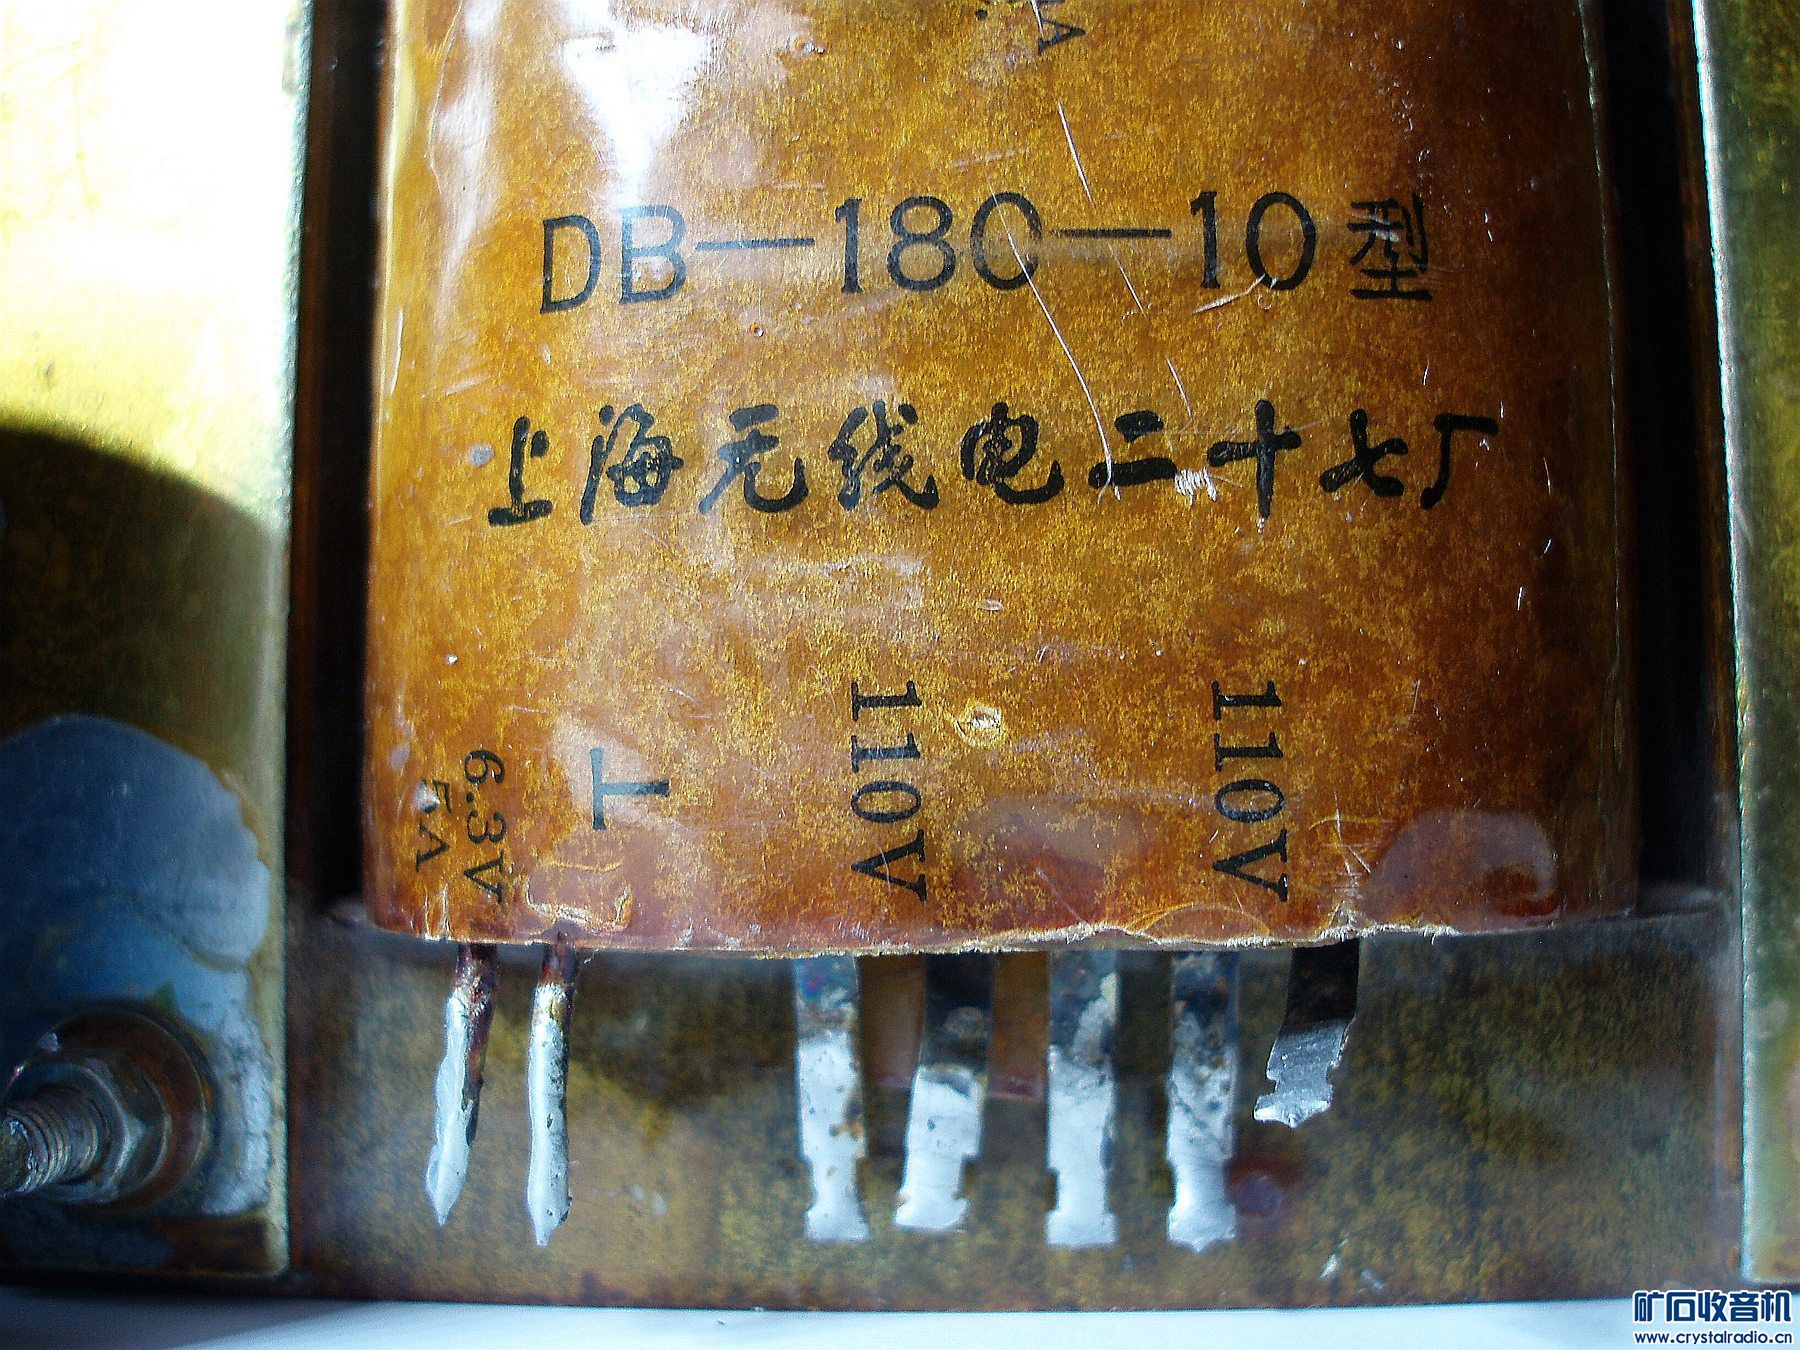 DB—180—10型
上海无线电二十七厂
6.3V
5A
110V
110V
矿石收音机
www.crystalradio.cn